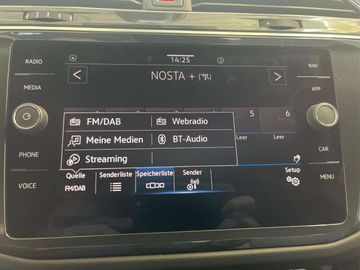 RADIO
MEDIA
PHONE
VOICE
NAV
APP
CAR
MENU
14:25
NOSTA +
FM/DAB Webradio
Meine Medien BT-Audio
Streaming
5 6
Leer Leer
Quelle Senderliste Speicherliste Sender Setup
FM/DAB